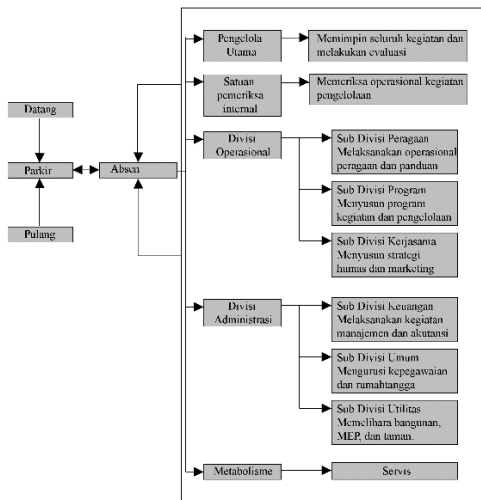 Pengelola
Utama
Memimpin seluruh kegiatan dan
melakukan evaluasi
Satuan
pemeriksa
internal
Memeriksa operasional kegiatan
pengelolaan
Datang
Parkir
Absen
Pulang
Divisi
Operasional
Sub Divisi Peragaan
Melaksanakan operasional
peragaan dan panduan
Sub Divisi Program
Menyusun program
kegiatan dan pengelolaan
Sub Divisi Kerjasama
Menyusun strategi
humas dan marketing
Divisi
Administrasi
Sub Divisi Keuangan
Melaksanakan kegiatan
manajemen dan akutansi
Sub Divisi Umum
Mengurusi kepegawaian
dan rumahtangga
Sub Divisi Utilitas
Memelihara bangunan,
MEP, dan taman.
Metabolisme
Servis